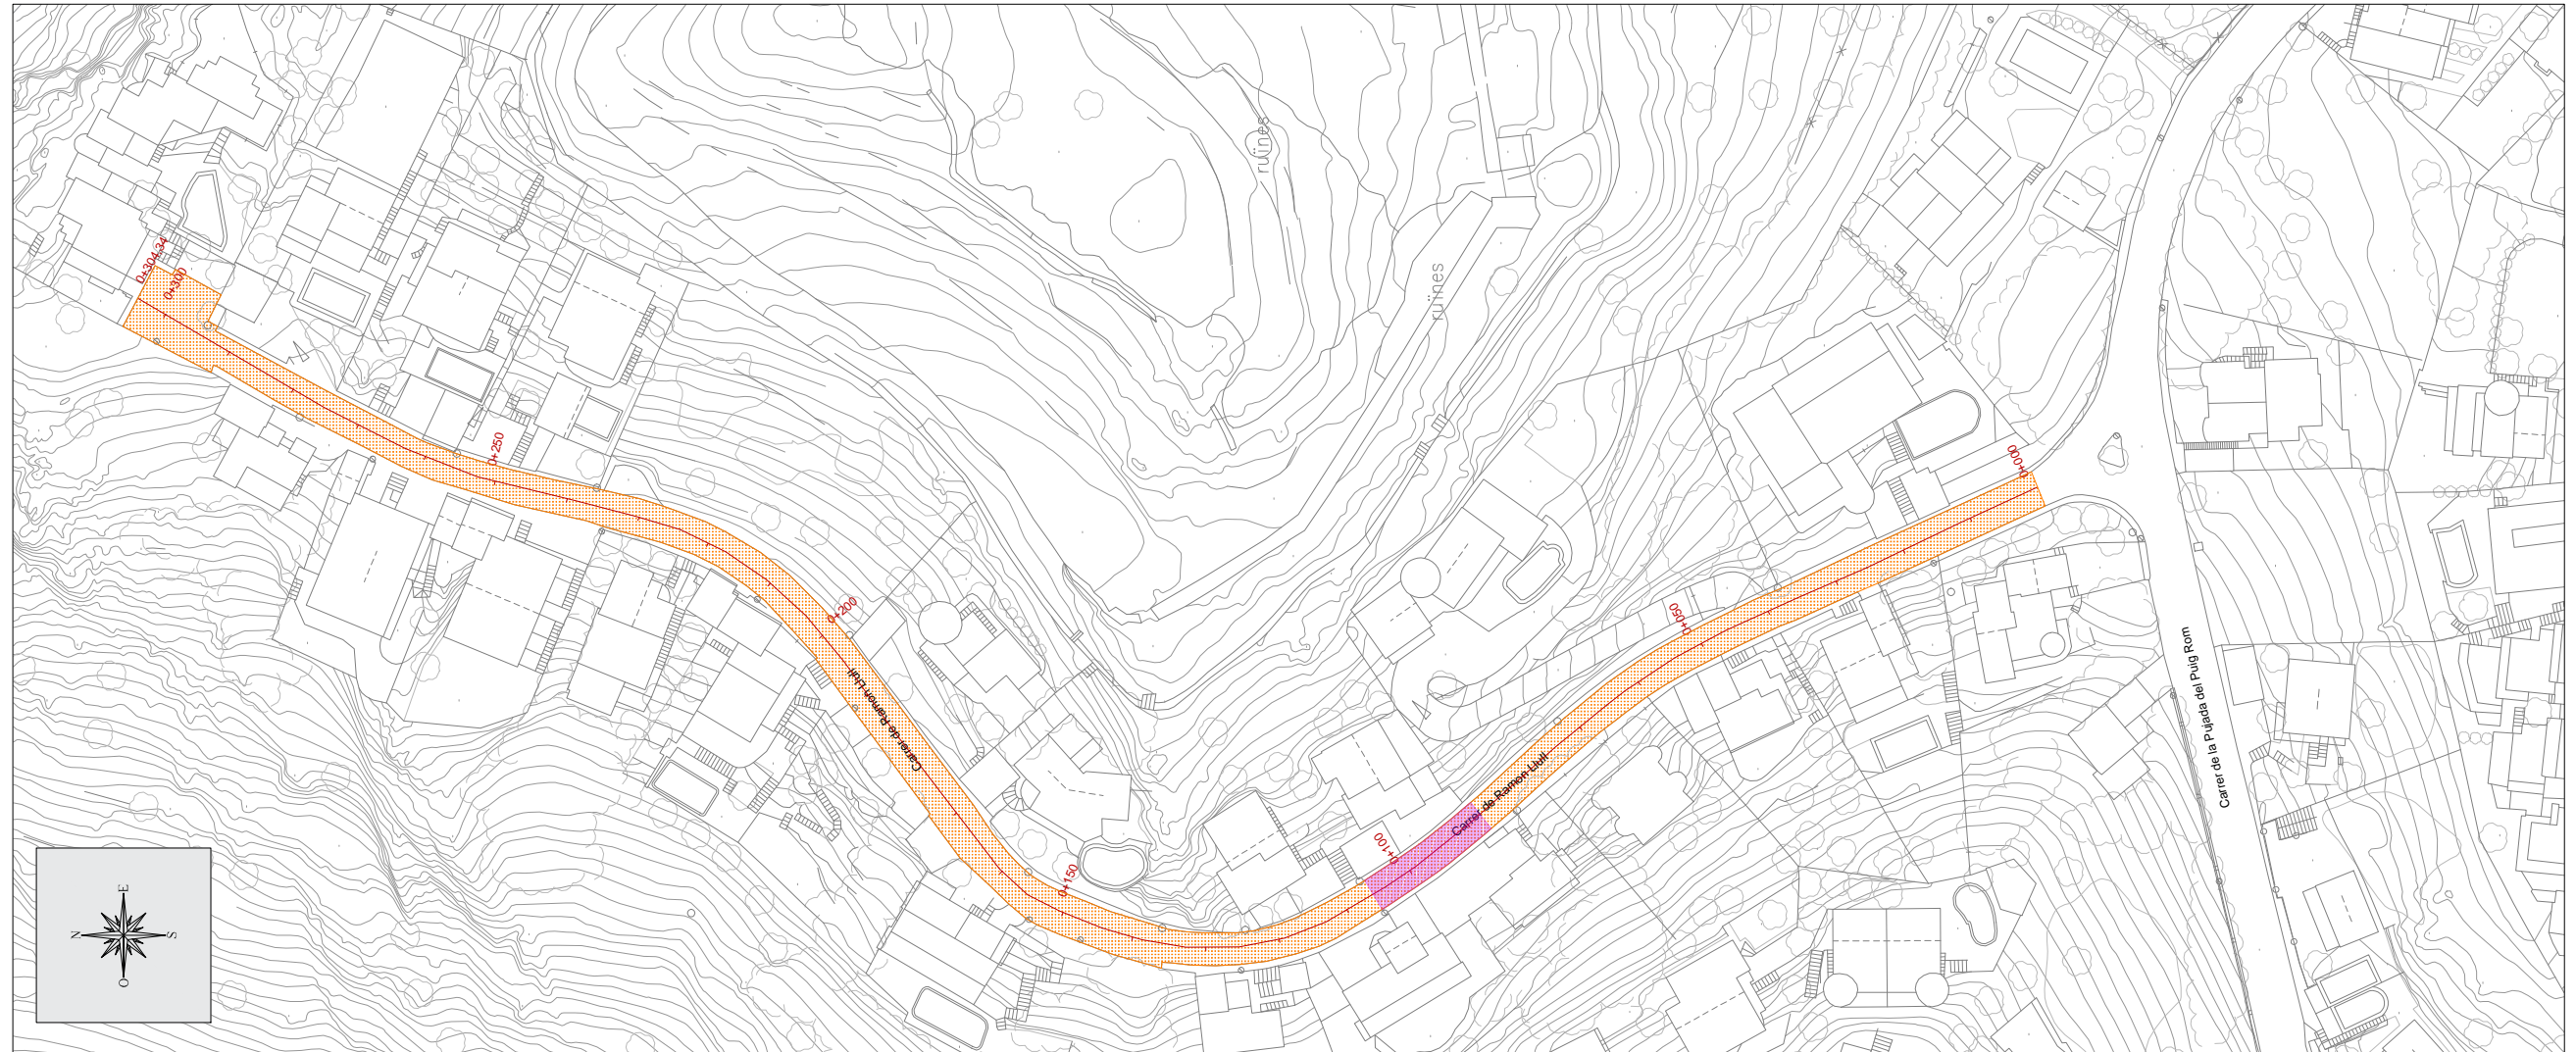 ruïnes
ruïnes
0+304,34
0+300
0+250
0+200
0+150
0+100
0+050
0+000
Carrer de Ramon Llull
Carrer de Ramon Llull
Carrer de la Pujada del Puig Rom
E
N
S
O